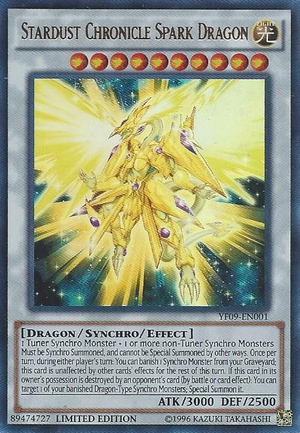 STARDUST CHRONICLE SPARK DRAGON
LIGHT
光
YF09-EN001
[DRAGON/SYNCHRO/EFFECT]
1 Tuner Synchro Monster + 1 or more non-Tuner Synchro Monsters
Must be Synchro Summoned, and cannot be Special Summoned by other ways. Once per
turn, during either player's turn: You can banish 1 Synchro Monster from your Graveyard;
this card is unaffected by other cards' effects for the rest of this turn. If this card in its
owner's possession is destroyed by an opponent's card (by battle or card effect): You can
target 1 of your banished Dragon-Type Synchro Monsters; Special Summon it.
ATK/3000 DEF/2500
89474727 LIMITED EDITION ©1996 KAZUKI TAKAHASHI